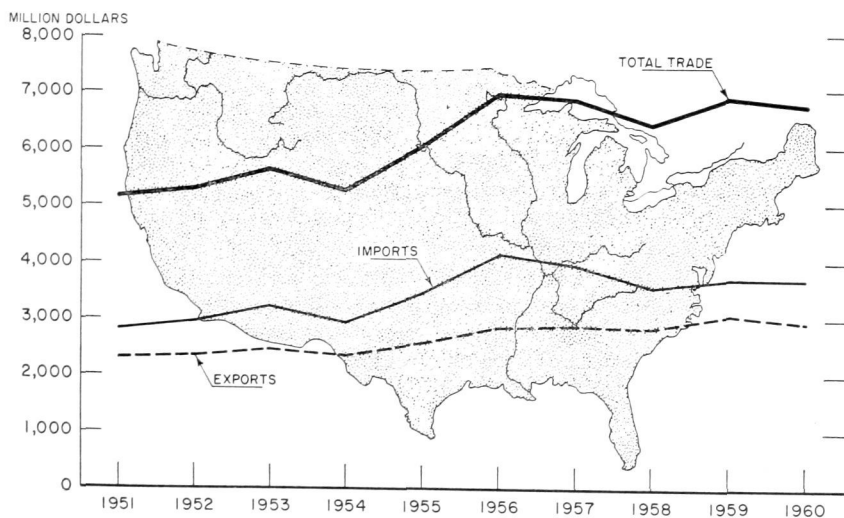 MILLION DOLLARS
8,000
7,000
6,000
5,000
4,000
3,000
2,000
1,000
0
TOTAL TRADE
IMPORTS
EXPORTS
1951 1952 1953 1954 1955 1956 1957 1958 1959 1960